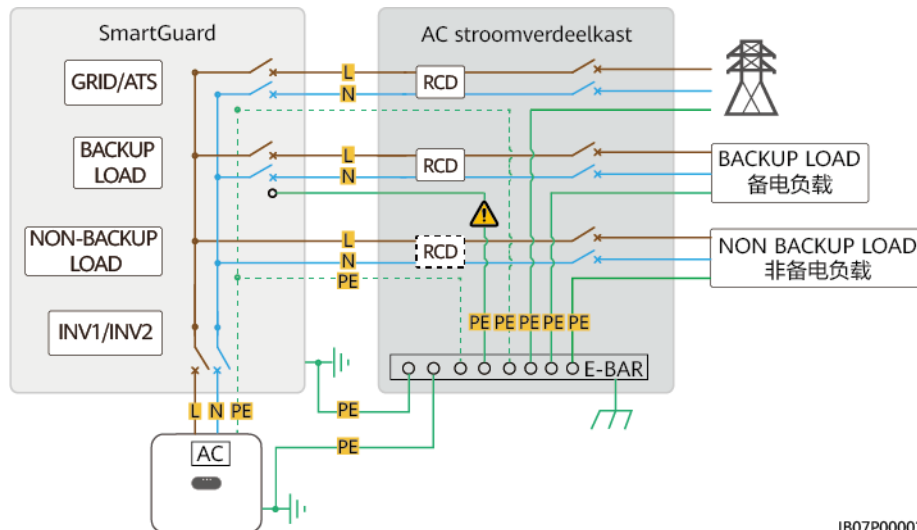 SmartGuard
AC stroomverdeelkast
GRID/ATS
L
RCD
N
BACKUP
LOAD
L
RCD
N
BACKUP LOAD
备电负载
NON-BACKUP
LOAD
L
RCD
N
PE
NON BACKUP LOAD
非备电负载
INV1/INV2
PE PE PE PE PE
E-BAR
L N PE
PE
PE
AC